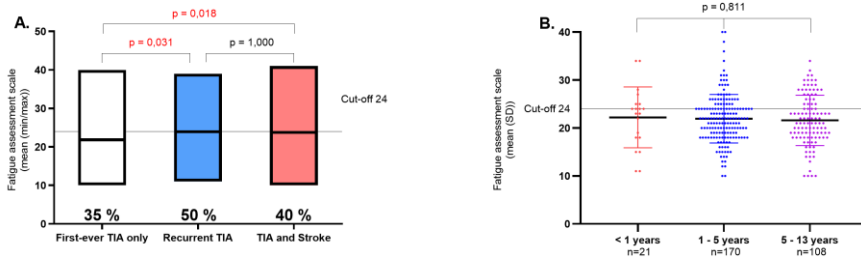 A.
p = 0,018
p = 0,031
p = 1,000
Fatigue assessment scale
(mean (min/max))
50
40
30
20
10
0
Cut-off 24
35 %
50 %
40 %
First-ever TIA only
Recurrent TIA
TIA and Stroke
B.
p = 0,811
Fatigue assessment scale
(mean (SD))
40
30
20
10
0
Cut-off 24
< 1 years
n=21
1 - 5 years
n=170
5 - 13 years
n=108